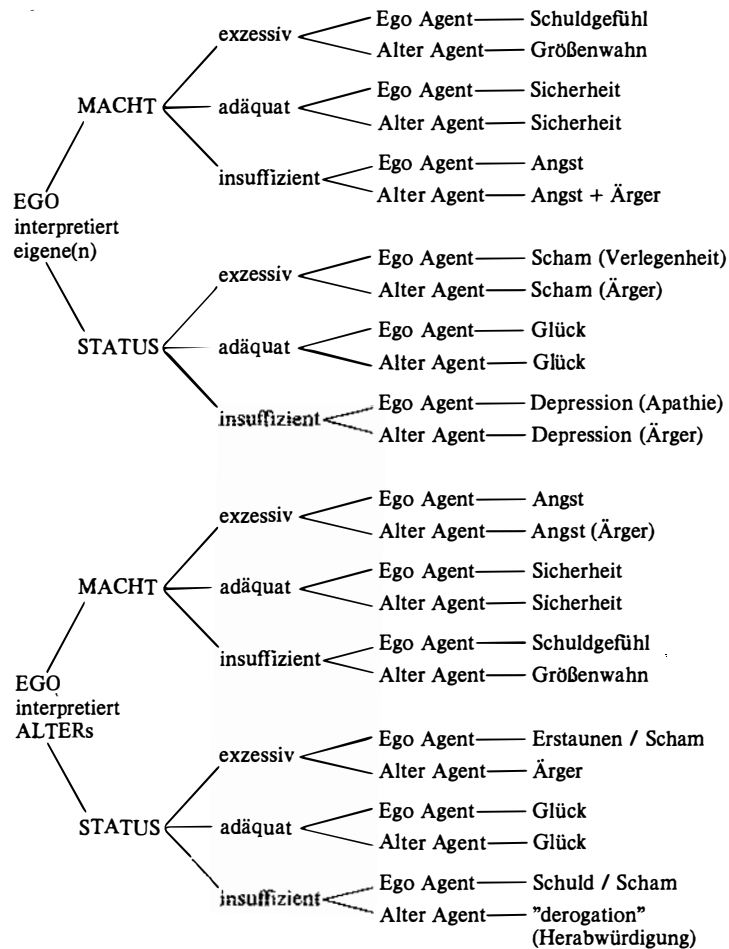 exzessiv
Ego Agent — Schuldgefühl
Alter Agent — Größenwahn
MACHT
adäquat
Ego Agent — Sicherheit
Alter Agent — Sicherheit
insuffizient
Ego Agent — Angst
Alter Agent — Angst + Ärger
EGO
interpretiert
eigene(n)
exzessiv
Ego Agent — Scham (Verlegenheit)
Alter Agent — Scham (Ärger)
STATUS
adäquat
Ego Agent — Glück
Alter Agent — Glück
insuffizient
Ego Agent — Depression (Apathie)
Alter Agent — Depression (Ärger)
exzessiv
Ego Agent — Angst
Alter Agent — Angst (Ärger)
MACHT
adäquat
Ego Agent — Sicherheit
Alter Agent — Sicherheit
insuffizient
Ego Agent — Schuldgefühl
Alter Agent — Größenwahn
EGO
interpretiert
ALTERs
exzessiv
Ego Agent — Erstaunen / Scham
Alter Agent — Ärger
STATUS
adäquat
Ego Agent — Glück
Alter Agent — Glück
insuffizient
Ego Agent — Schuld / Scham
Alter Agent — "derogation"
(Herabwürdigung)